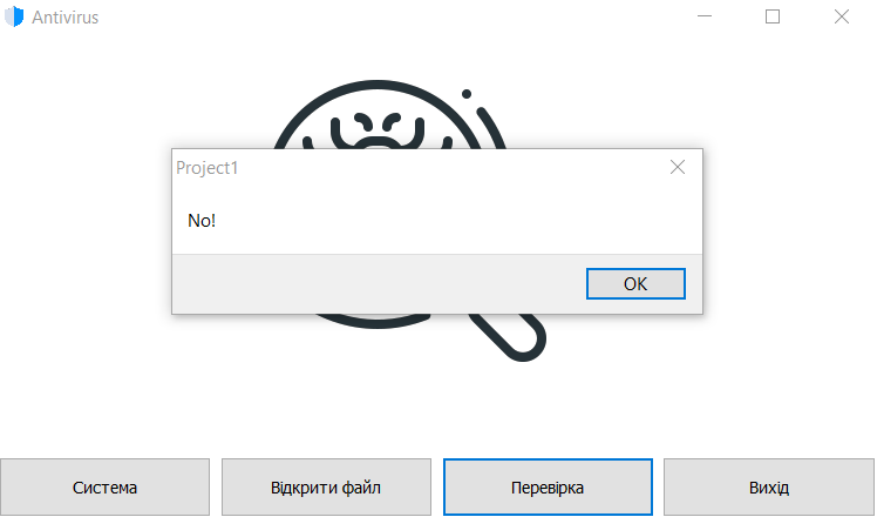 Antivirus
Project1
No!
OK
Система
Відкрити файл
Перевірка
Вихід